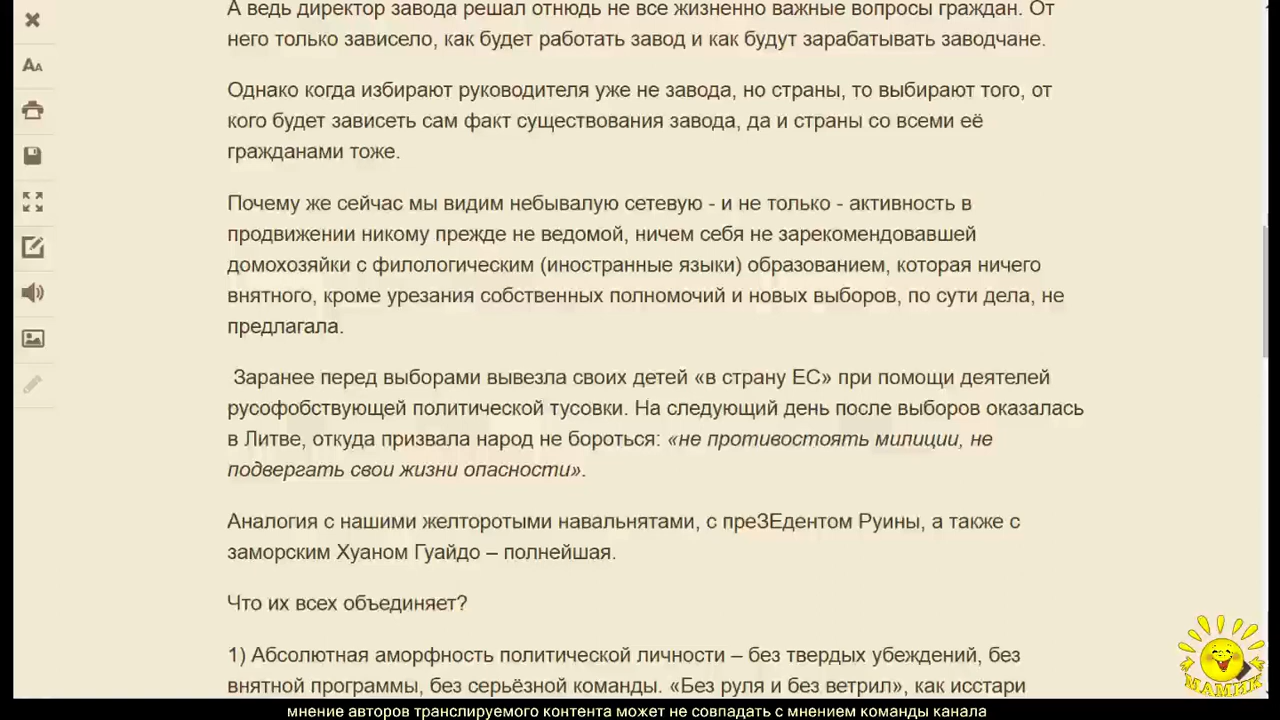 А ведь директор завода решал отнюдь не все жизненно важные вопросы граждан. От
него только зависело, как будет работать завод и как будут зарабатывать заводчане.
Однако когда избирают руководителя уже не завода, но страны, то выбирают того, от
кого будет зависеть сам факт существования завода, да и страны со всеми её
гражданами тоже.
Почему же сейчас мы видим небывалую сетевую - и не только - активность в
продвижении никому прежде не ведомой, ничем себя не зарекомендовавшей
домохозяйки с филологическим (иностранные языки) образованием, которая ничего
внятного, кроме урезания собственных полномочий и новых выборов, по сути дела, не
предлагала.
Заранее перед выборами вывезла своих детей «в страну ЕС» при помощи деятелей
русофобствующей политической тусовки. На следующий день после выборов оказалась
в Литве, откуда призвала народ не бороться: «не противостоять милиции, не
подвергать свои жизни опасности».
Аналогия с нашими желторотыми навальнятами, с преЗЕдентом Руины, а также с
заморским Хуаном Гуайдо – полнейшая.
Что их всех объединяет?
1) Абсолютная аморфность политической личности – без твердых убеждений, без
внятной программы, без серьёзной команды. «Без руля и без ветрил», как исстари
МАМИК
мнение авторов транслируемого контента может не совпадать с мнением команды канала